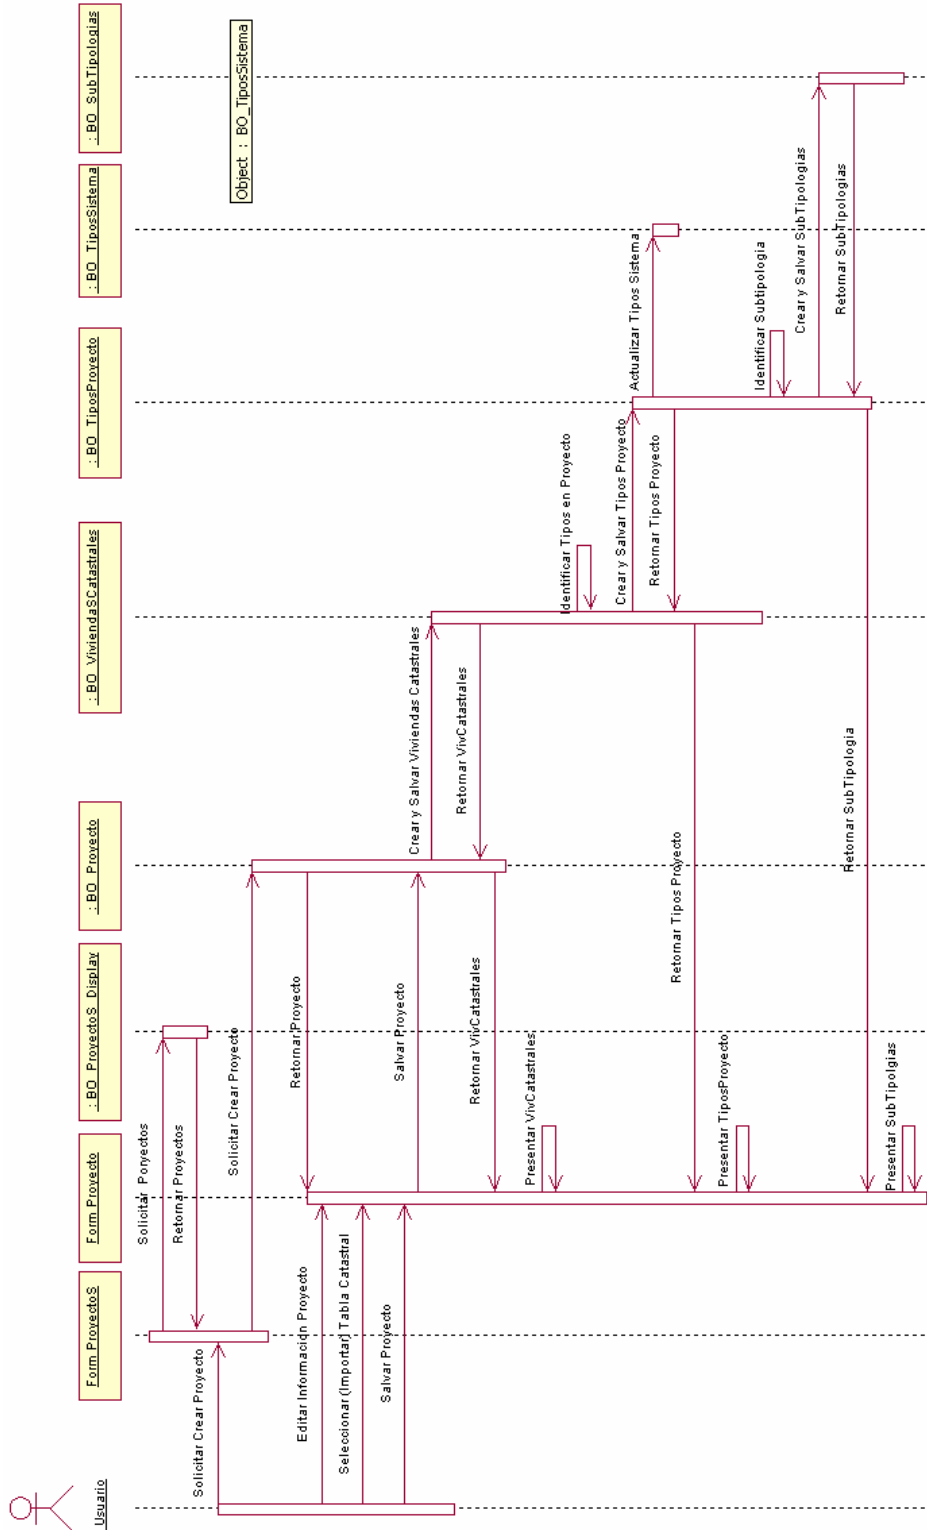 Usuario
Form ProyectoS
Form Proyecto
: BO_ProyectoS_Display
: BO_Proyecto
: BO_ViviendaSCatastrales
: BO_TiposProyecto
: BO_TiposSistema
: BO_SubTipologias
Object : BO_TiposSistema
Solicitar Poryectos
Retornar Proyectos
Solicitar Crear Proyecto
Solicitar Crear Proyecto
Retornar Proyecto
Editar Información Proyecto
Seleccionar (Importar) Tabla Catastral
Salvar Proyecto
Salvar Proyecto
Crear y Salvar Viviendas Catastrales
Retornar VivCatastrales
Retornar VivCatastrales
Presentar VivCatastrales
Identificar Tipos en Proyecto
Crear y Salvar Tipos Proyecto
Actualizar Tipos Sistema
Retornar Tipos Proyecto
Retornar Tipos Proyecto
Presentar TiposProyecto
Identificar Subtipologia
Crear y Salvar SubTipologias
Retornar SubTipologias
Retornar SubTipologia
Presentar SubTipolgias